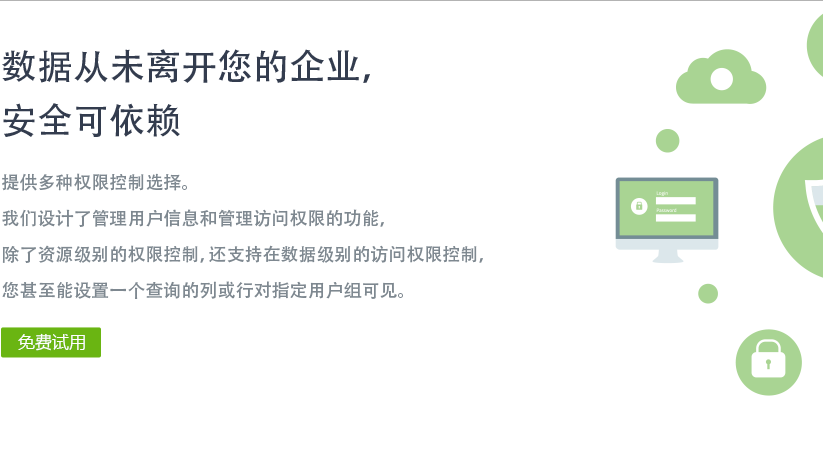 数据从未离开您的企业,
安全可依赖
提供多种权限控制选择。
我们设计了管理用户信息和管理访问权限的功能,
除了资源级别的权限控制, 还支持在数据级别的访问权限控制,
您甚至能设置一个查询的列或行对指定用户组可见。
免费试用
Login
Password